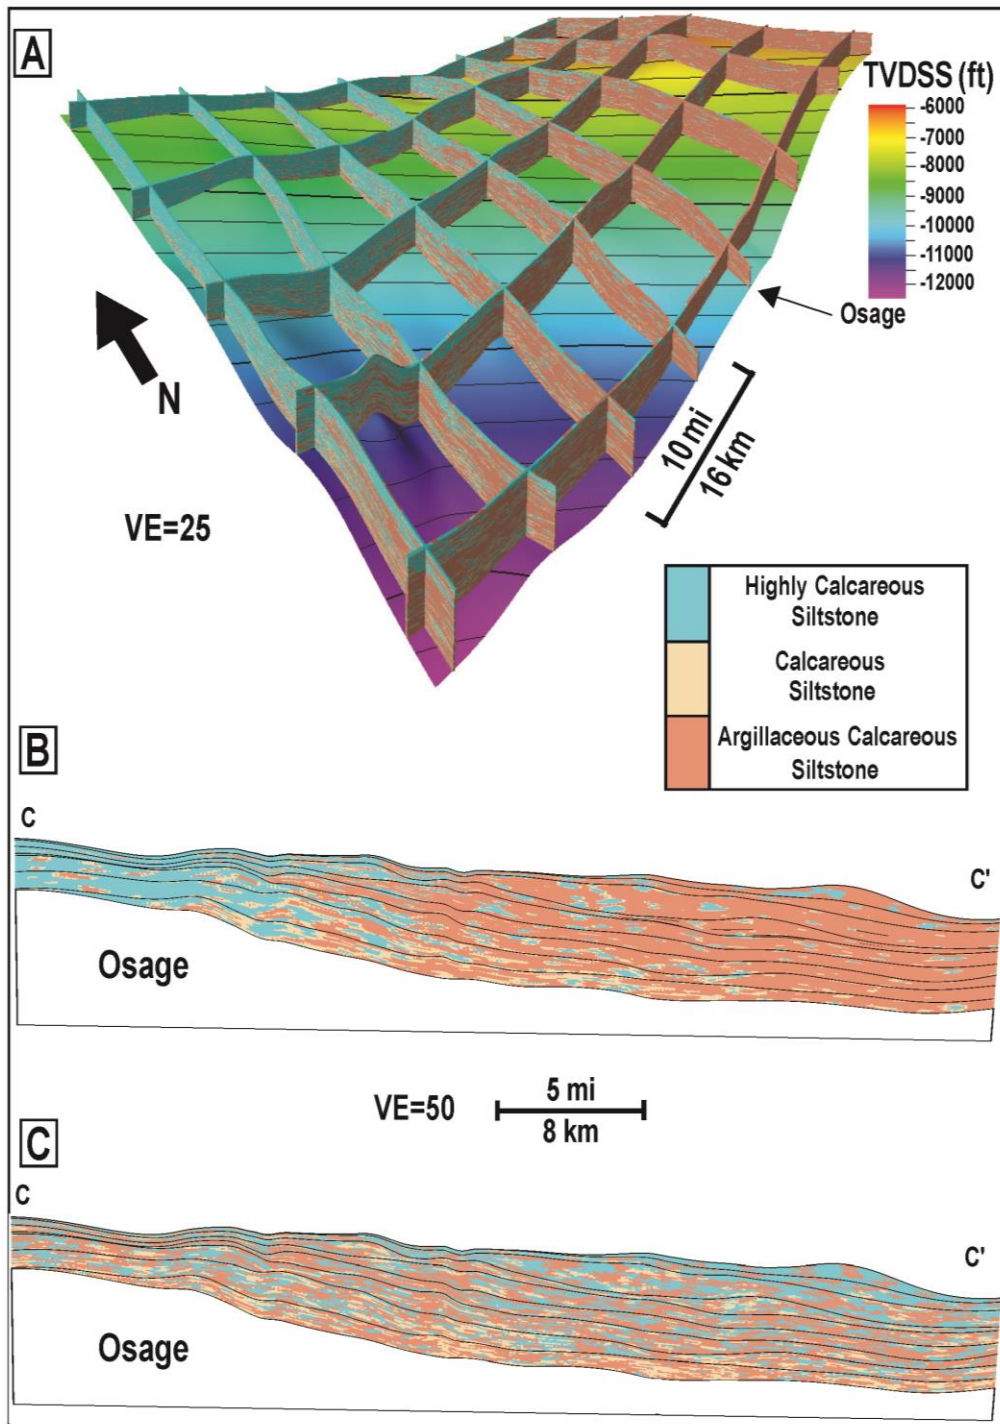 A
TVDSS (ft)
-6000
-7000
-8000
-9000
-10000
-11000
-12000
Osage
N
10 mi
16 km
VE=25
Highly Calcareous
Siltstone
Calcareous
Siltstone
Argillaceous Calcareous
Siltstone
B
C
C'
Osage
VE=50
5 mi
8 km
C
C
C'
Osage